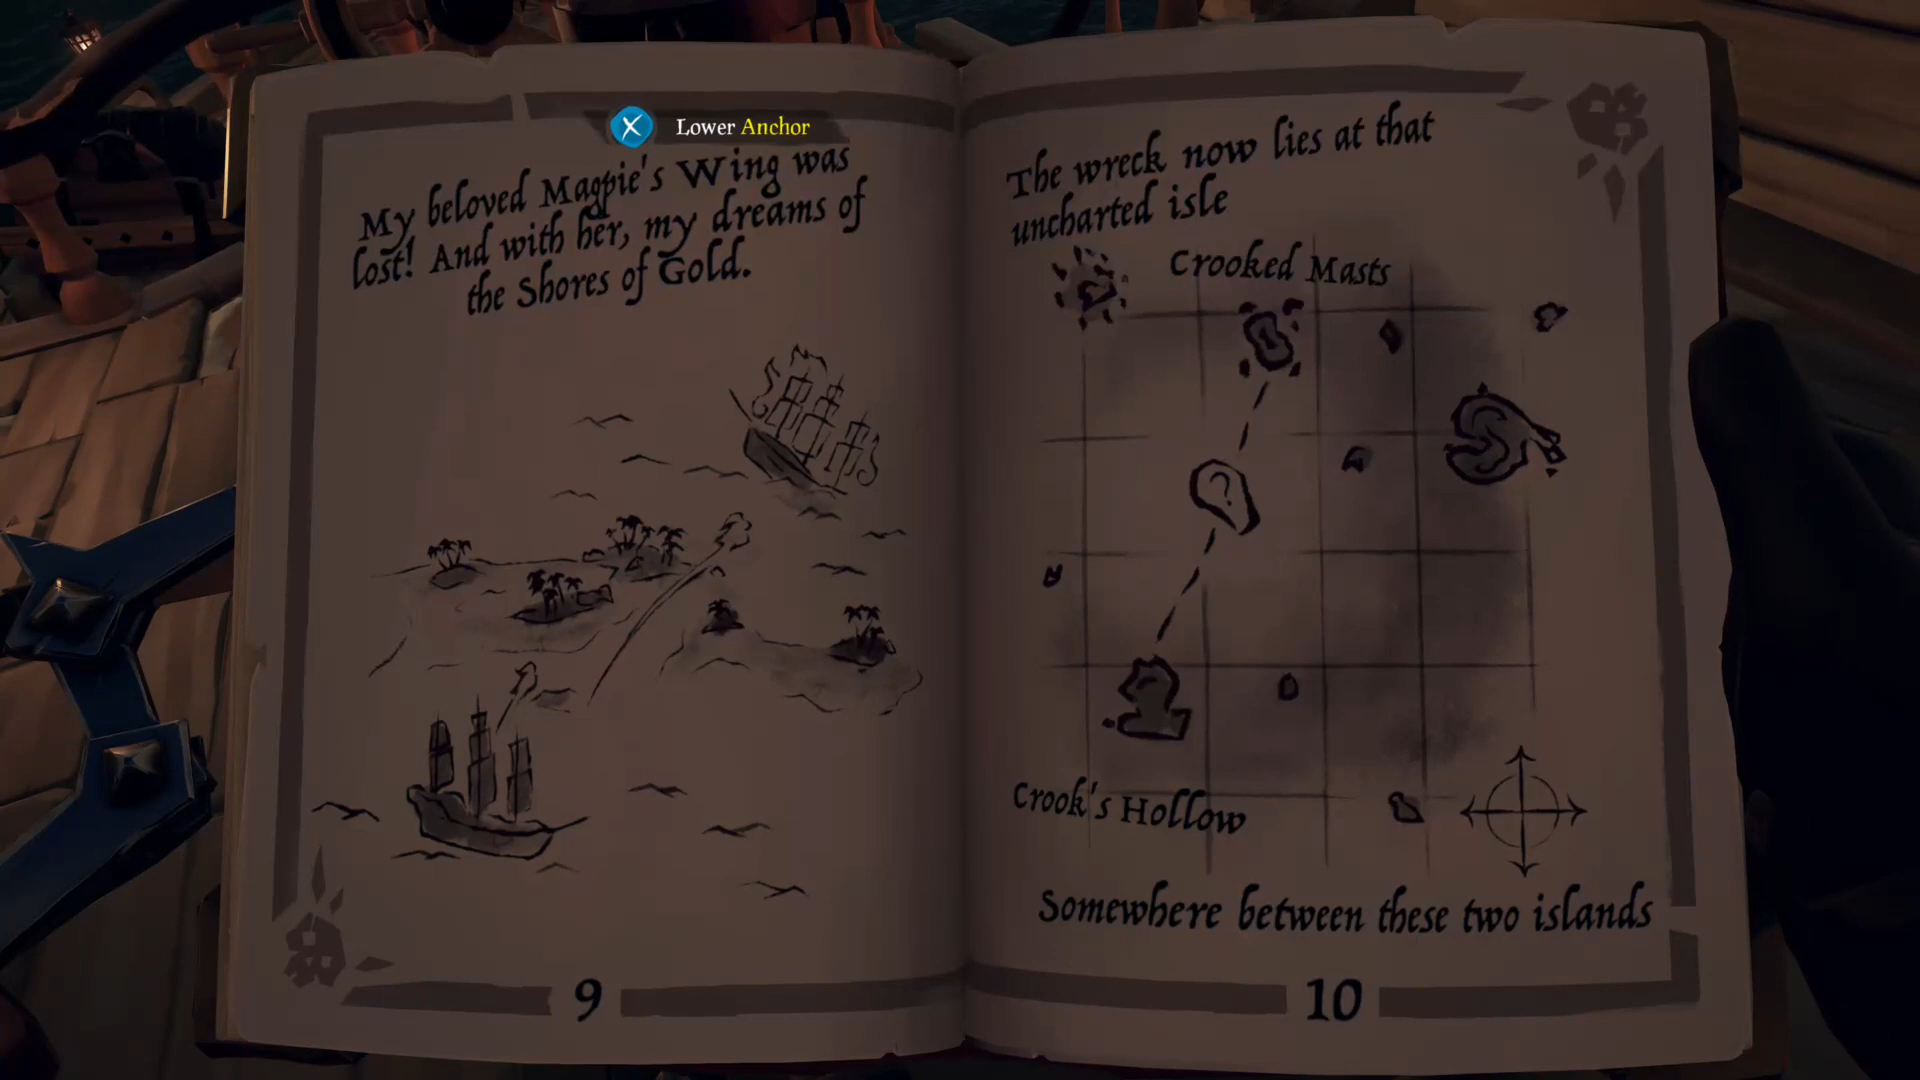 Lower Anchor
My beloved Magpie's Wing was
lost! And with her, my dreams of
the Shores of Gold.
9
The wreck now lies at that
uncharted isle
Crooked Masts
?
Crook's Hollow
Somewhere between these two islands
10